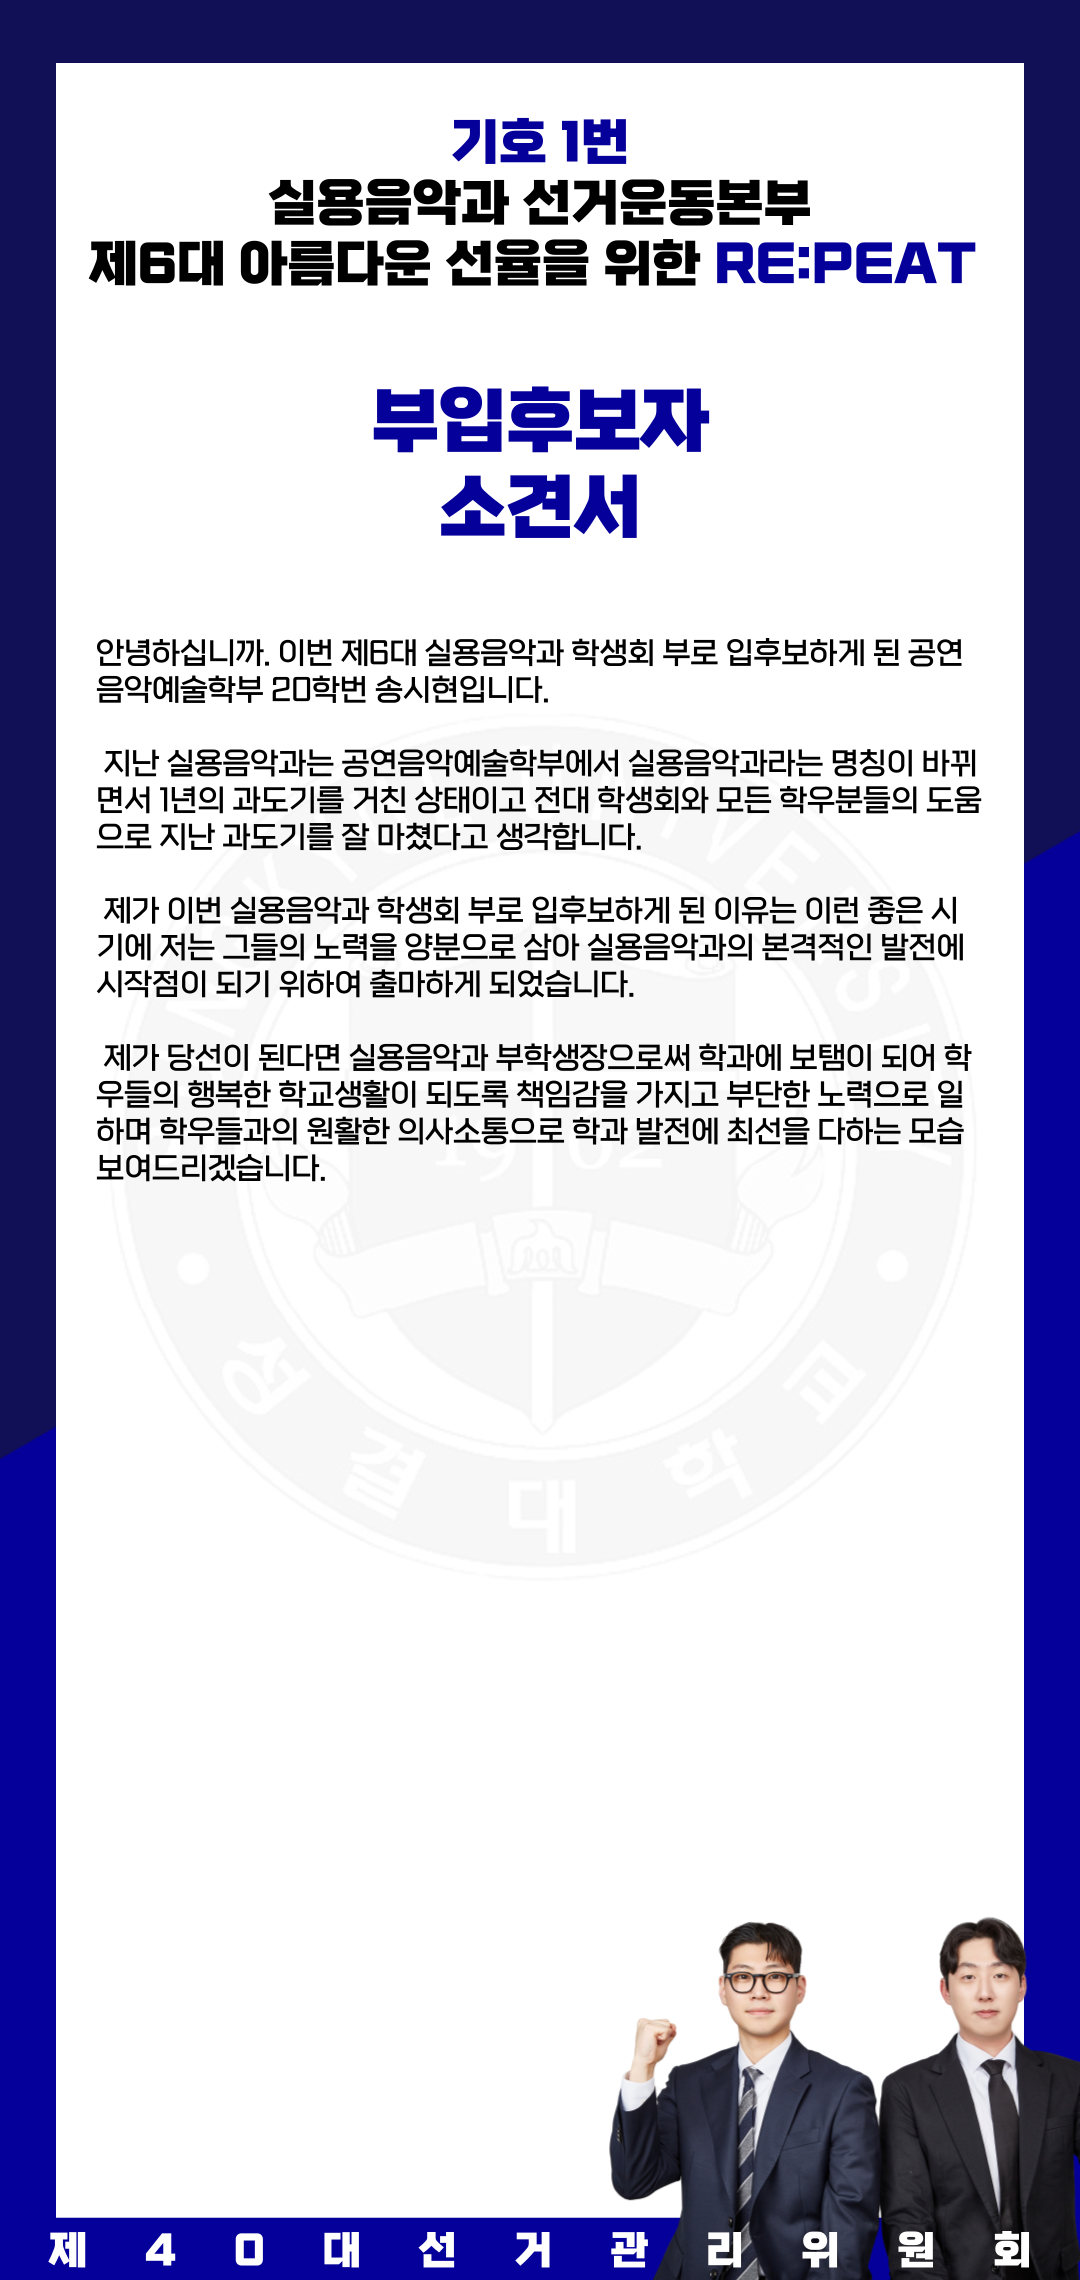 기호 1번
실용음악과 선거운동본부
제6대 아름다운 선율을 위한 RE:PEAT
부입후보자
소견서
안녕하십니까. 이번 제6대 실용음악과 학생회 부로 입후보하게 된 공연
음악예술학부 20학번 송시현입니다.
지난 실용음악과는 공연음악예술학부에서 실용음악과라는 명칭이 바뀌
면서 1년의 과도기를 거친 상태이고 전대 학생회와 모든 학우분들의 도움
으로 지난 과도기를 잘 마쳤다고 생각합니다.
제가 이번 실용음악과 학생회 부로 입후보하게 된 이유는 이런 좋은 시
기에 저는 그들의 노력을 양분으로 삼아 실용음악과의 본격적인 발전에
시작점이 되기 위하여 출마하게 되었습니다.
제가 당선이 된다면 실용음악과 부학생장으로써 학과에 보탬이 되어 학
우들의 행복한 학교생활이 되도록 책임감을 가지고 부단한 노력으로 일
하며 학우들과의 원활한 의사소통으로 학과 발전에 최선을 다하는 모습
보여드리겠습니다.
1962
성결대학교
제40대선거관리위원회